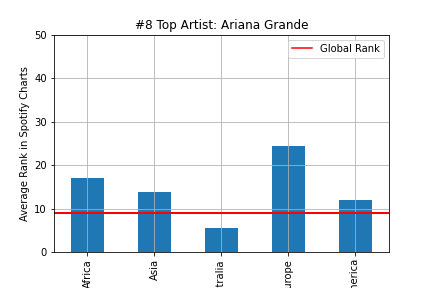 #8 Top Artist: Ariana Grande
Global Rank
Average Rank in Spotify Charts
50
40
30
20
10
0
Africa
Asia
tralia
urope
nerica